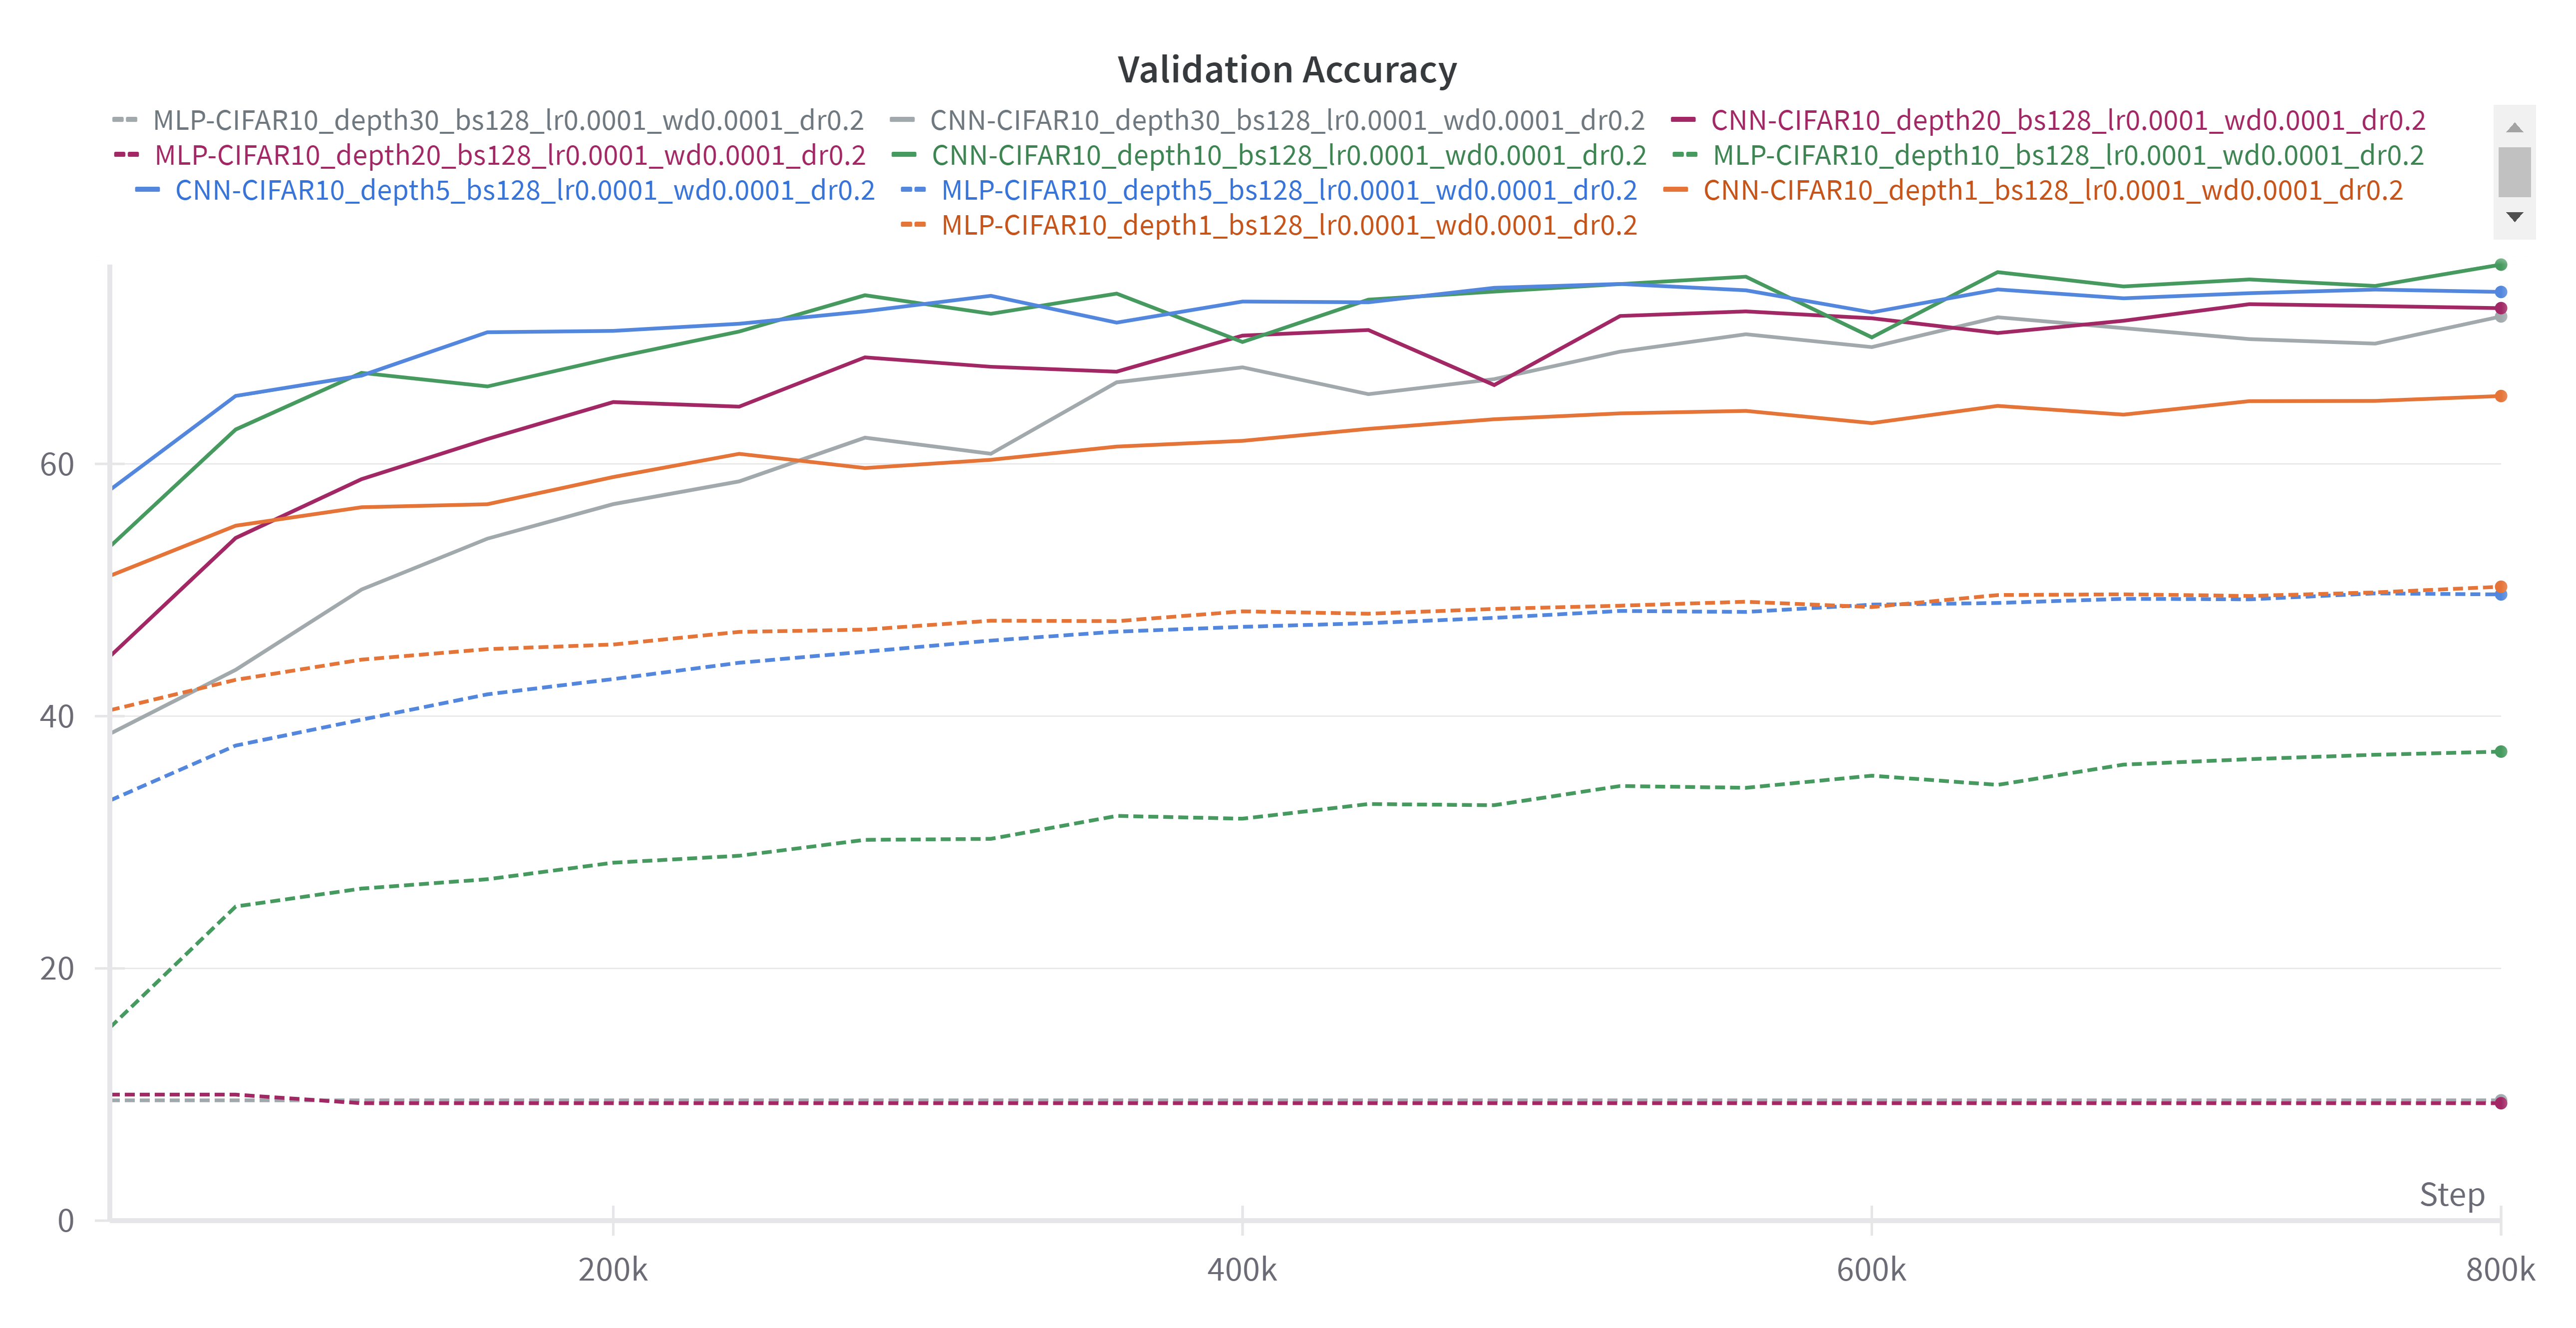 Validation Accuracy
MLP-CIFAR10_depth30_bs128_lr0.0001_wd0.0001_dr0.2 CNN-CIFAR10_depth30_bs128_lr0.0001_wd0.0001_dr0.2 CNN-CIFAR10_depth20_bs128_lr0.0001_wd0.0001_dr0.2
MLP-CIFAR10_depth20_bs128_lr0.0001_wd0.0001_dr0.2 CNN-CIFAR10_depth10_bs128_lr0.0001_wd0.0001_dr0.2 MLP-CIFAR10_depth10_bs128_lr0.0001_wd0.0001_dr0.2
CNN-CIFAR10_depth5_bs128_lr0.0001_wd0.0001_dr0.2 MLP-CIFAR10_depth5_bs128_lr0.0001_wd0.0001_dr0.2 CNN-CIFAR10_depth1_bs128_lr0.0001_wd0.0001_dr0.2
MLP-CIFAR10_depth1_bs128_lr0.0001_wd0.0001_dr0.2
60
40
20
0
Step
200k 400k 600k 800k